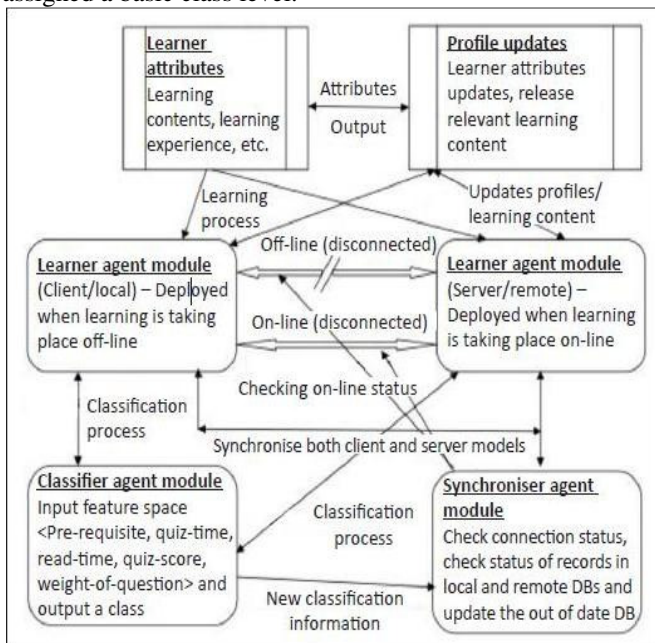 assigned a basic class level.
Learner
attributes
Learning
contents, learning
experience, etc.
Attributes
Output
Profile updates
Learner attributes
updates, release
relevant learning
content
Learning
process
Updates profiles/
learning content
Off-line (disconnected)
Learner agent module
(Client/local) – Deployed
when learning is taking
place off-line
On-line (disconnected)
Learner agent module
(Server/remote) –
Deployed when learning
is taking place on-line
Checking on-line status
Classification
process
Synchronise both client and server models
Classifier agent module
Input feature space
<Pre-requisite, quiz-time,
read-time, quiz-score,
weight-of-question> and
output a class
Classification
process
New classification
information
Synchroniser agent
module
Check connection status,
check status of records in
local and remote DBs and
update the out of date DB